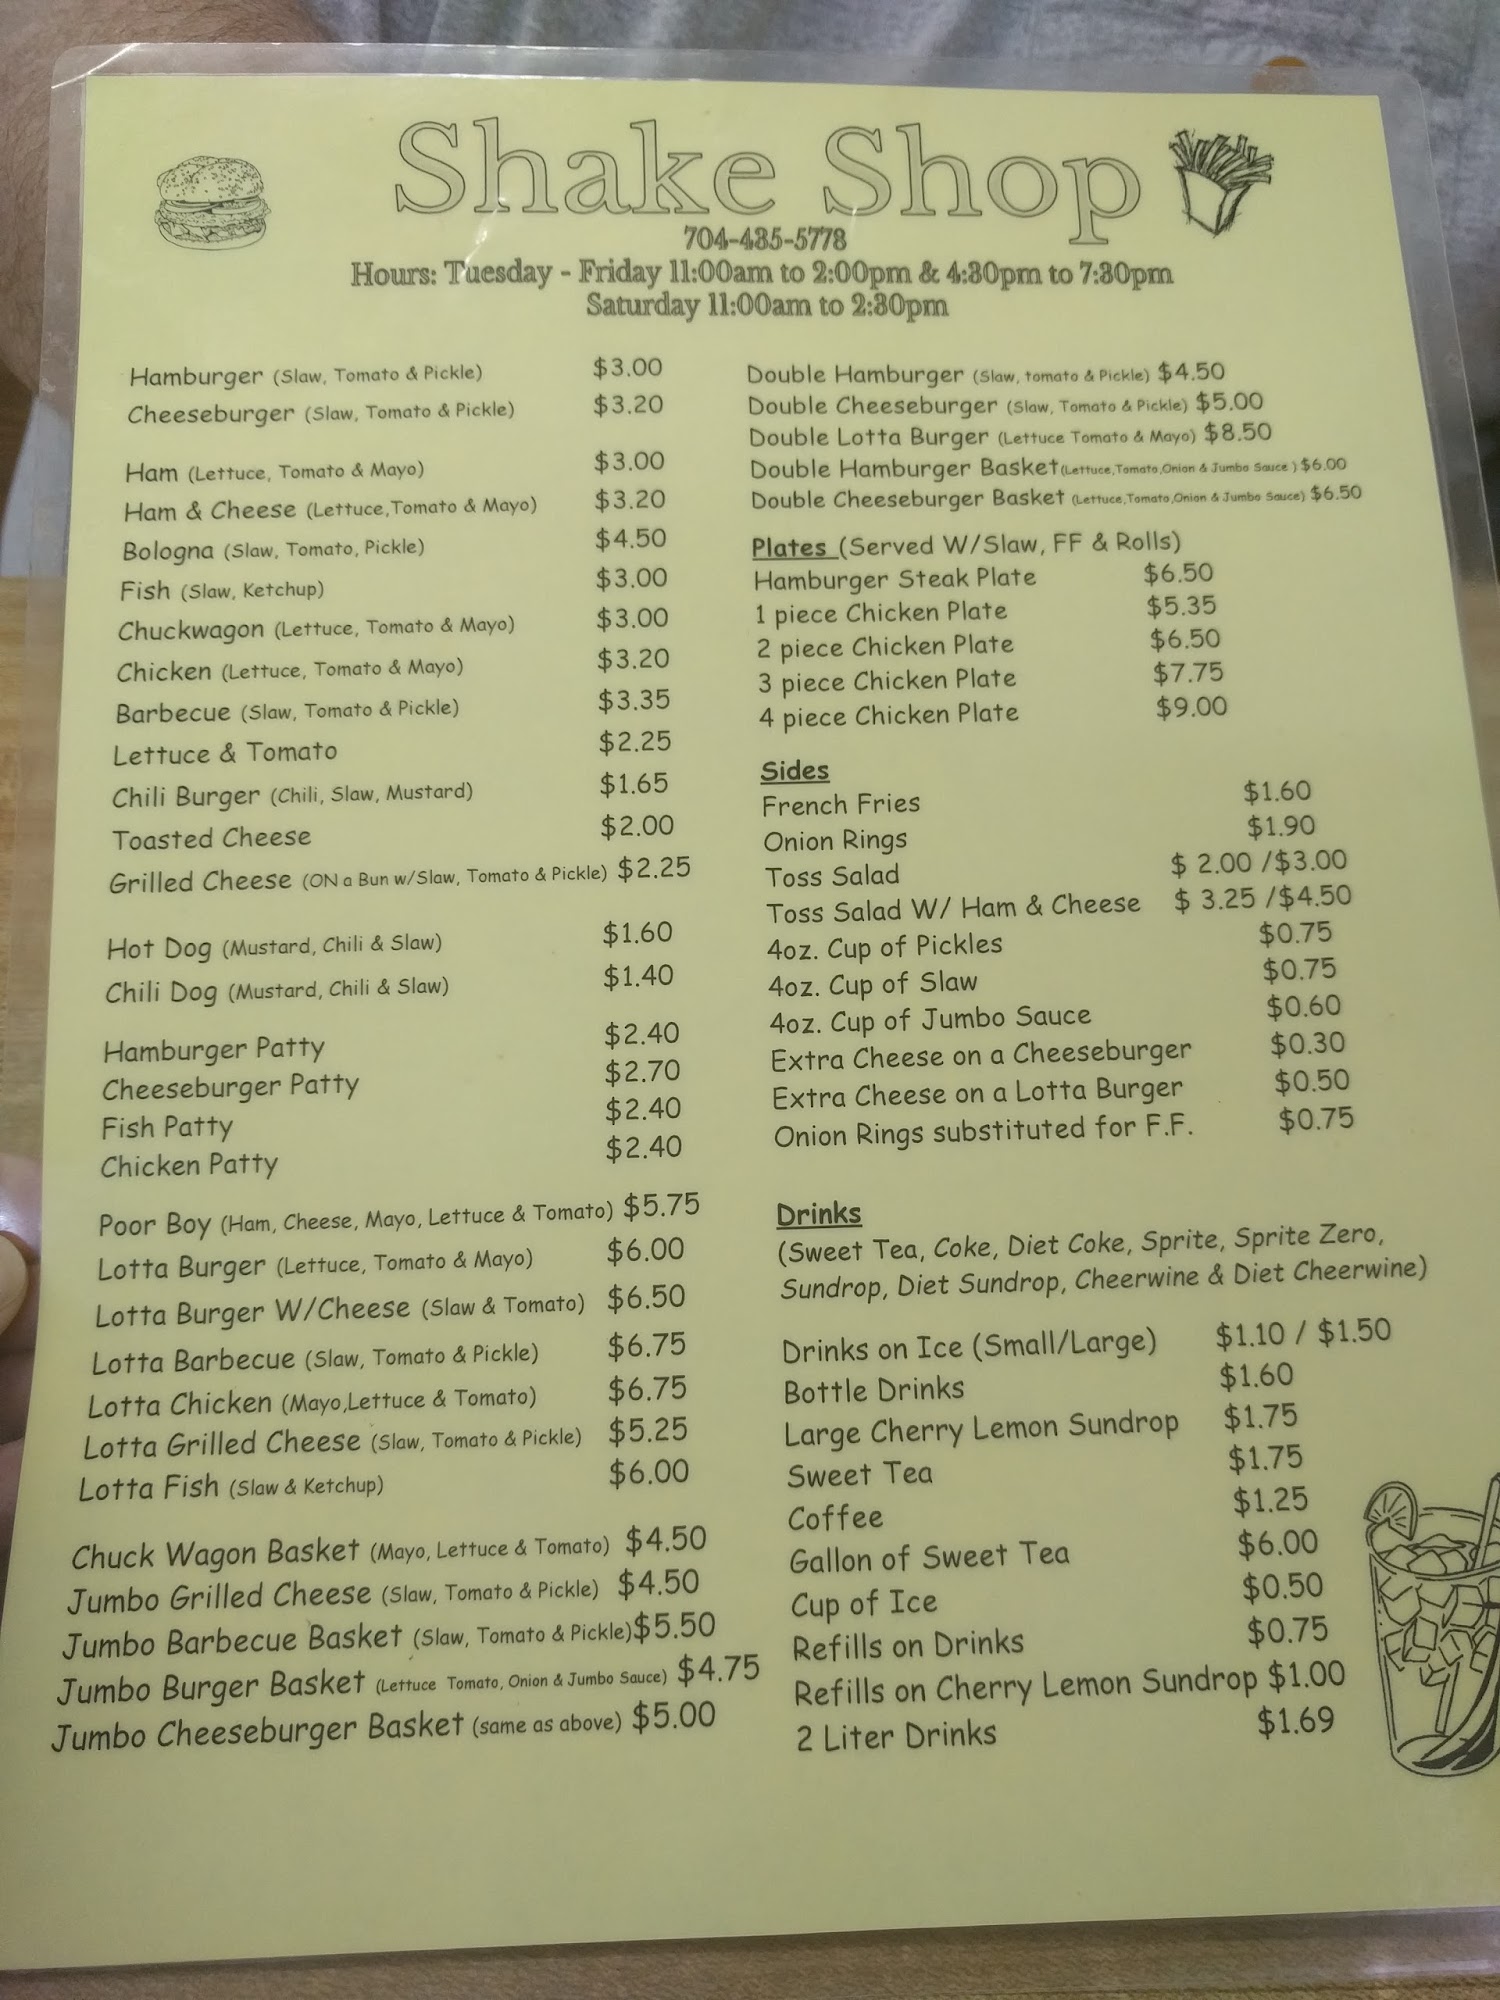 Shake Shop
704-435-5778
Hours: Tuesday - Friday 11:00am to 2:00pm & 4:30pm to 7:30pm
Saturday 11:00am to 2:30pm
Hamburger (Slaw, Tomato & Pickle) $3.00
Cheeseburger (Slaw, Tomato & Pickle) $3.20
Ham (Lettuce, Tomato & Mayo) $3.00
Ham & Cheese (Lettuce,Tomato & Mayo) $3.20
Bologna (Slaw, Tomato, Pickle) $4.50
Fish (Slaw, Ketchup) $3.00
Chuckwagon (Lettuce, Tomato & Mayo) $3.00
Chicken (Lettuce, Tomato & Mayo) $3.20
Barbecue (Slaw, Tomato & Pickle) $3.35
Lettuce & Tomato $2.25
Chili Burger (Chili, Slaw, Mustard) $1.65
Toasted Cheese $2.00
Grilled Cheese (ON a Bun w/Slaw, Tomato & Pickle) $2.25
Hot Dog (Mustard, Chili & Slaw) $1.60
Chili Dog (Mustard, Chili & Slaw) $1.40
Hamburger Patty $2.40
Cheeseburger Patty $2.70
Fish Patty $2.40
Chicken Patty $2.40
Poor Boy (Ham, Cheese, Mayo, Lettuce & Tomato) $5.75
Lotta Burger (Lettuce, Tomato & Mayo) $6.00
Lotta Burger W/Cheese (Slaw & Tomato) $6.50
Lotta Barbecue (Slaw, Tomato & Pickle) $6.75
Lotta Chicken (Mayo,Lettuce & Tomato) $6.75
Lotta Grilled Cheese (Slaw, Tomato & Pickle) $5.25
Lotta Fish (Slaw & Ketchup) $6.00
Chuck Wagon Basket (Mayo, Lettuce & Tomato) $4.50
Jumbo Grilled Cheese (Slaw, Tomato & Pickle) $4.50
Jumbo Barbecue Basket (Slaw, Tomato & Pickle)$5.50
Jumbo Burger Basket (Lettuce Tomato, Onion & Jumbo Sauce) $4.75
Jumbo Cheeseburger Basket (same as above) $5.00
Double Hamburger (Slaw, tomato & Pickle) $4.50
Double Cheeseburger (Slaw, Tomato & Pickle) $5.00
Double Lotta Burger (Lettuce Tomato & Mayo) $8.50
Double Hamburger Basket(Lettuce,Tomato,Onion & Jumbo Sauce ) $6.00
Double Cheeseburger Basket (Lettuce,Tomato,Onion & Jumbo Sauce) $6.50
Plates (Served W/Slaw, FF & Rolls)
Hamburger Steak Plate $6.50
1 piece Chicken Plate $5.35
2 piece Chicken Plate $6.50
3 piece Chicken Plate $7.75
4 piece Chicken Plate $9.00
Sides
French Fries $1.60
Onion Rings $1.90
Toss Salad $ 2.00 /$3.00
Toss Salad W/ Ham & Cheese $ 3.25 /$4.50
4oz. Cup of Pickles $0.75
4oz. Cup of Slaw $0.75
4oz. Cup of Jumbo Sauce $0.60
Extra Cheese on a Cheeseburger $0.30
Extra Cheese on a Lotta Burger $0.50
Onion Rings substituted for F.F. $0.75
Drinks
(Sweet Tea, Coke, Diet Coke, Sprite, Sprite Zero,
Sundrop, Diet Sundrop, Cheerwine & Diet Cheerwine)
Drinks on Ice (Small/Large) $1.10 / $1.50
Bottle Drinks $1.60
Large Cherry Lemon Sundrop $1.75
Sweet Tea $1.75
Coffee $1.25
Gallon of Sweet Tea $6.00
Cup of Ice $0.50
Refills on Drinks $0.75
Refills on Cherry Lemon Sundrop $1.00
2 Liter Drinks $1.69